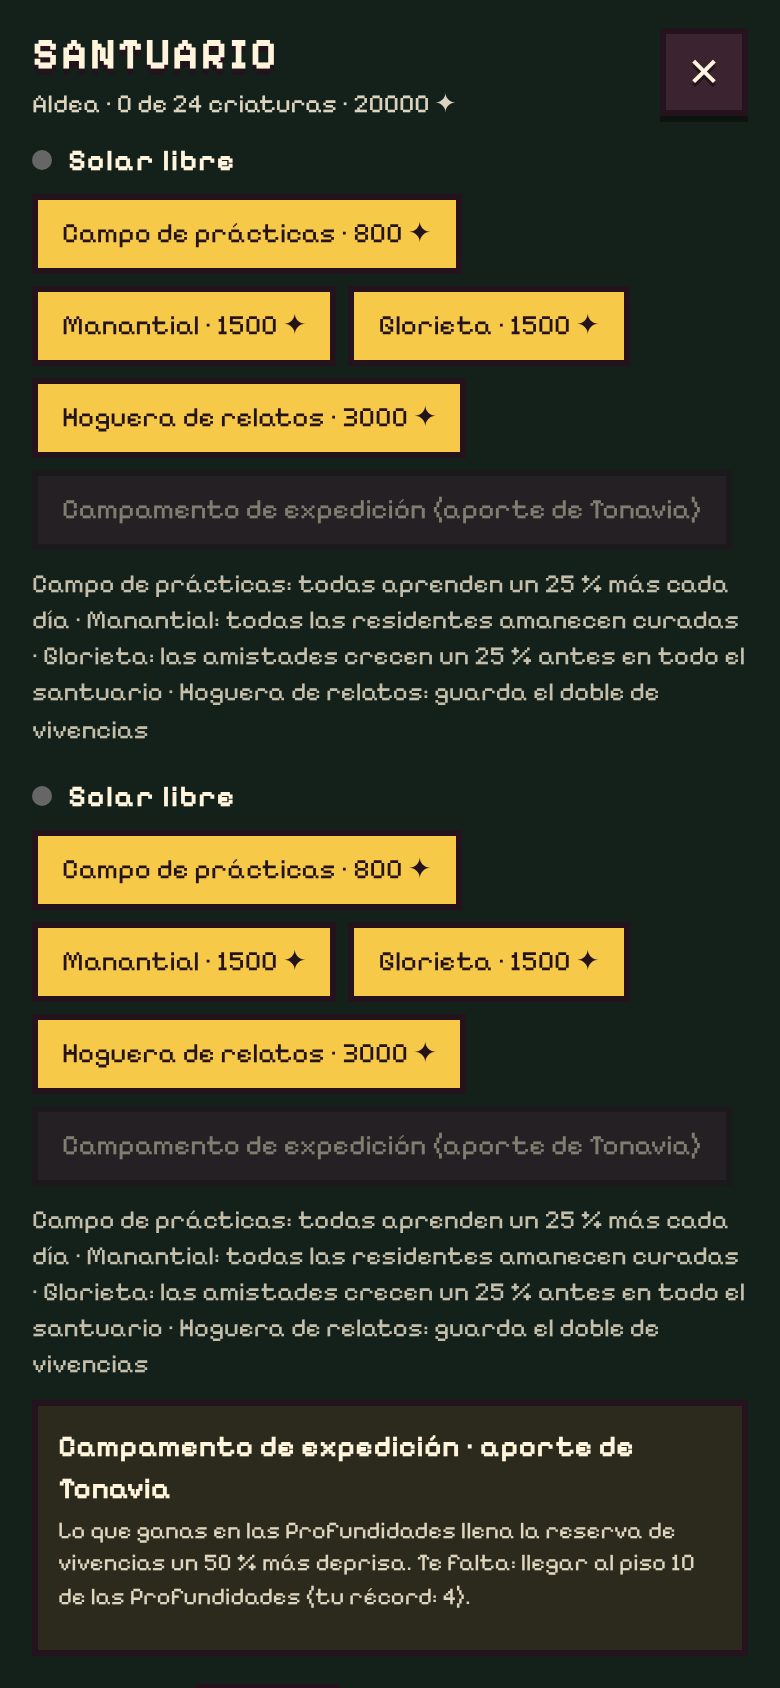 SANTUARIO
×
Aldea · 0 de 24 criaturas · 20000 ✦
Solar libre
Campo de prácticas · 800 ✦
Manantial · 1500 ✦
Glorieta · 1500 ✦
Hoguera de relatos · 3000 ✦
Campamento de expedición (aporte de Tonavia)
Campo de prácticas: todas aprenden un 25 % más cada
día · Manantial: todas las residentes amanecen curadas
· Glorieta: las amistades crecen un 25 % antes en todo el
santuario · Hoguera de relatos: guarda el doble de
vivencias
Solar libre
Campo de prácticas · 800 ✦
Manantial · 1500 ✦
Glorieta · 1500 ✦
Hoguera de relatos · 3000 ✦
Campamento de expedición (aporte de Tonavia)
Campo de prácticas: todas aprenden un 25 % más cada
día · Manantial: todas las residentes amanecen curadas
· Glorieta: las amistades crecen un 25 % antes en todo el
santuario · Hoguera de relatos: guarda el doble de
vivencias
Campamento de expedición · aporte de
Tonavia
Lo que ganas en las Profundidades llena la reserva de
vivencias un 50 % más deprisa. Te falta: llegar al piso 10
de las Profundidades (tu récord: 4).